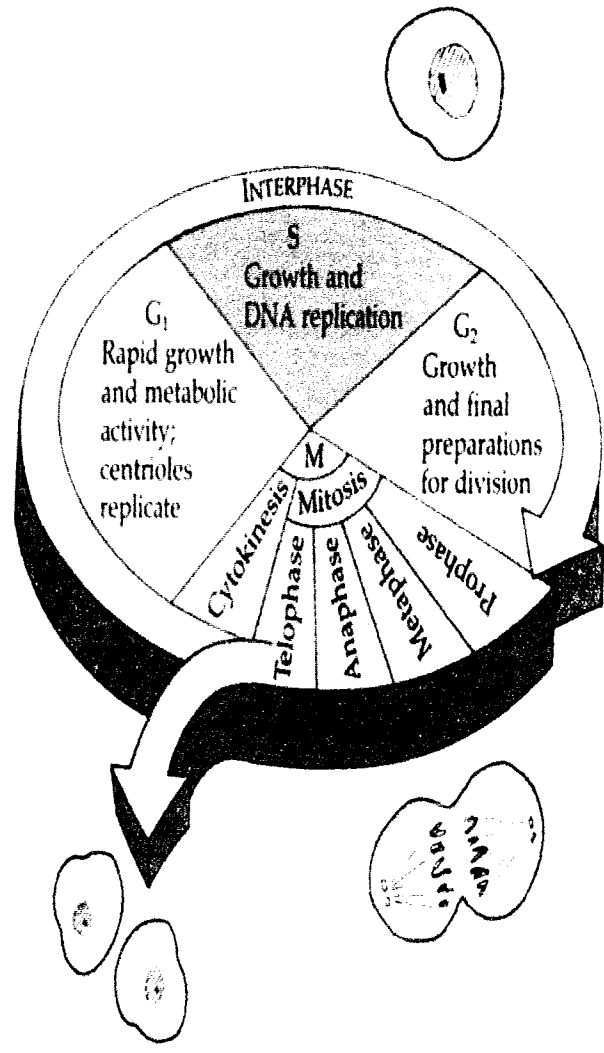 INTERPHASE
S
Growth and
DNA replication
G₁
Rapid growth
and metabolic
activity;
centrioles
replicate
G₂
Growth
and final
preparations
for division
M
Mitosis
Cytokinesis
Telophase
Anaphase
Metaphase
Prophase